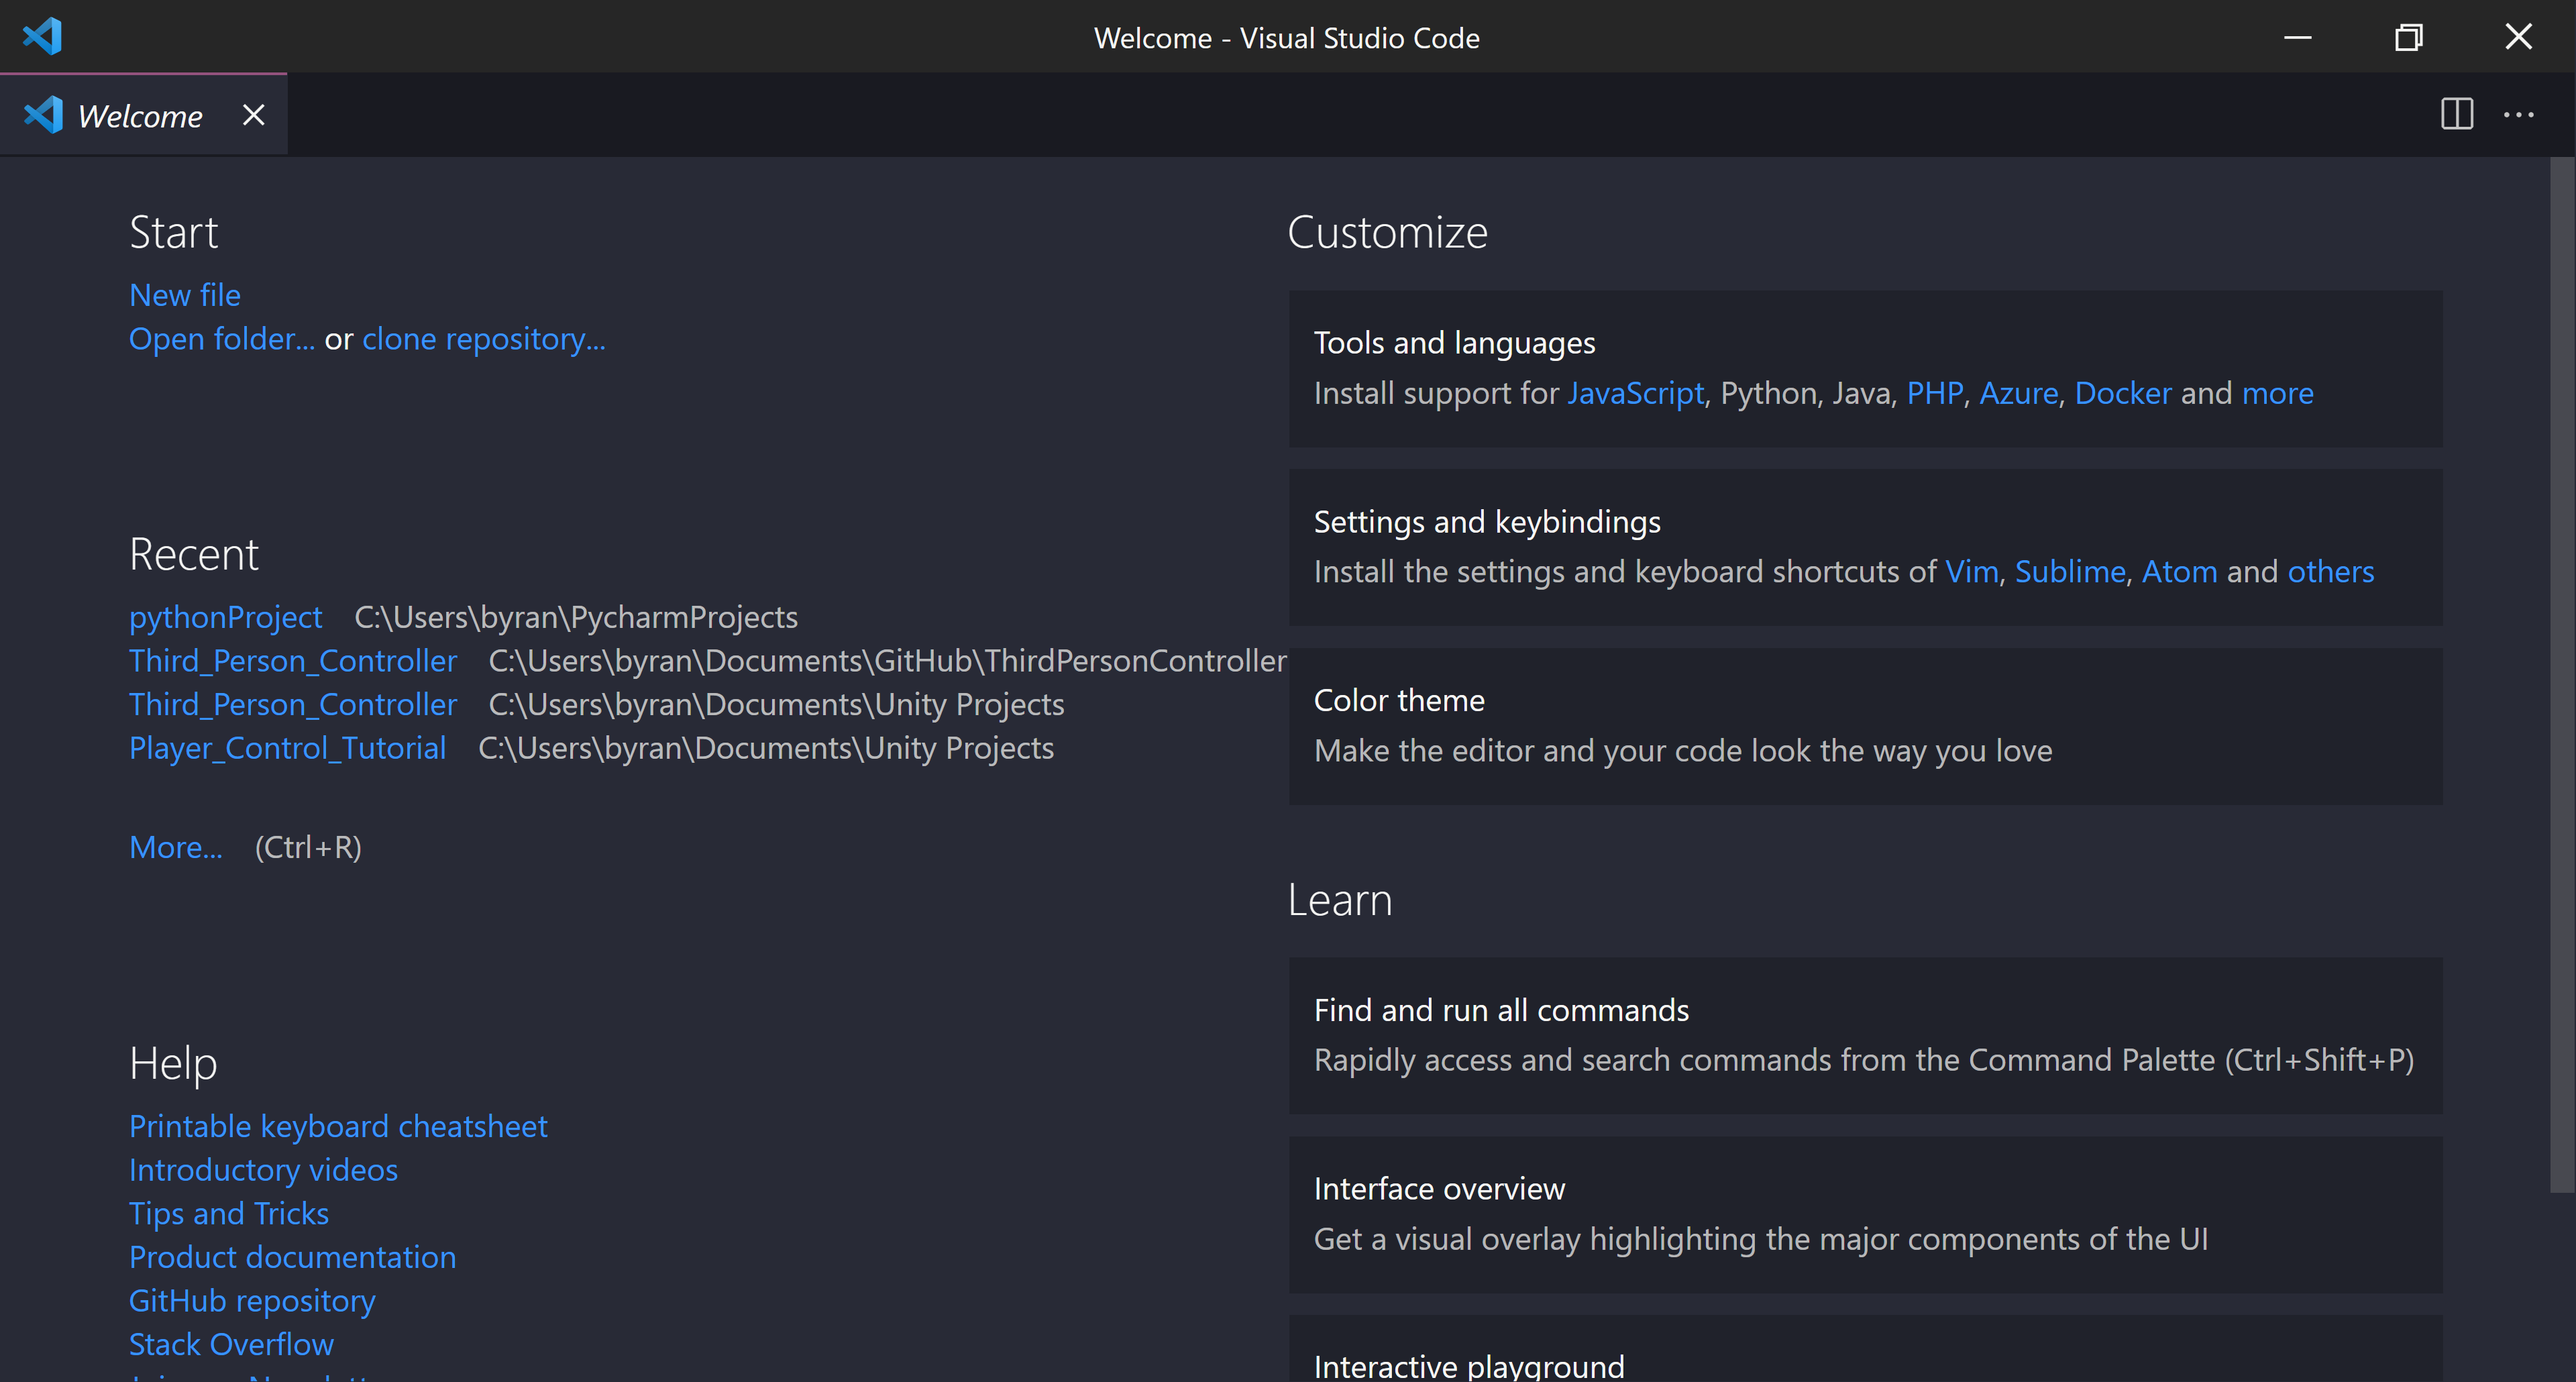 Welcome - Visual Studio Code
Welcome
Start
New file
Open folder... or clone repository...
Recent
pythonProject C:\Users\byran\PycharmProjects
Third_Person_Controller C:\Users\byran\Documents\GitHub\ThirdPersonController
Third_Person_Controller C:\Users\byran\Documents\Unity Projects
Player_Control_Tutorial C:\Users\byran\Documents\Unity Projects
More... (Ctrl+R)
Help
Printable keyboard cheatsheet
Introductory videos
Tips and Tricks
Product documentation
GitHub repository
Stack Overflow
Customize
Tools and languages
Install support for JavaScript, Python, Java, PHP, Azure, Docker and more
Settings and keybindings
Install the settings and keyboard shortcuts of Vim, Sublime, Atom and others
Color theme
Make the editor and your code look the way you love
Learn
Find and run all commands
Rapidly access and search commands from the Command Palette (Ctrl+Shift+P)
Interface overview
Get a visual overlay highlighting the major components of the UI
Interactive playground